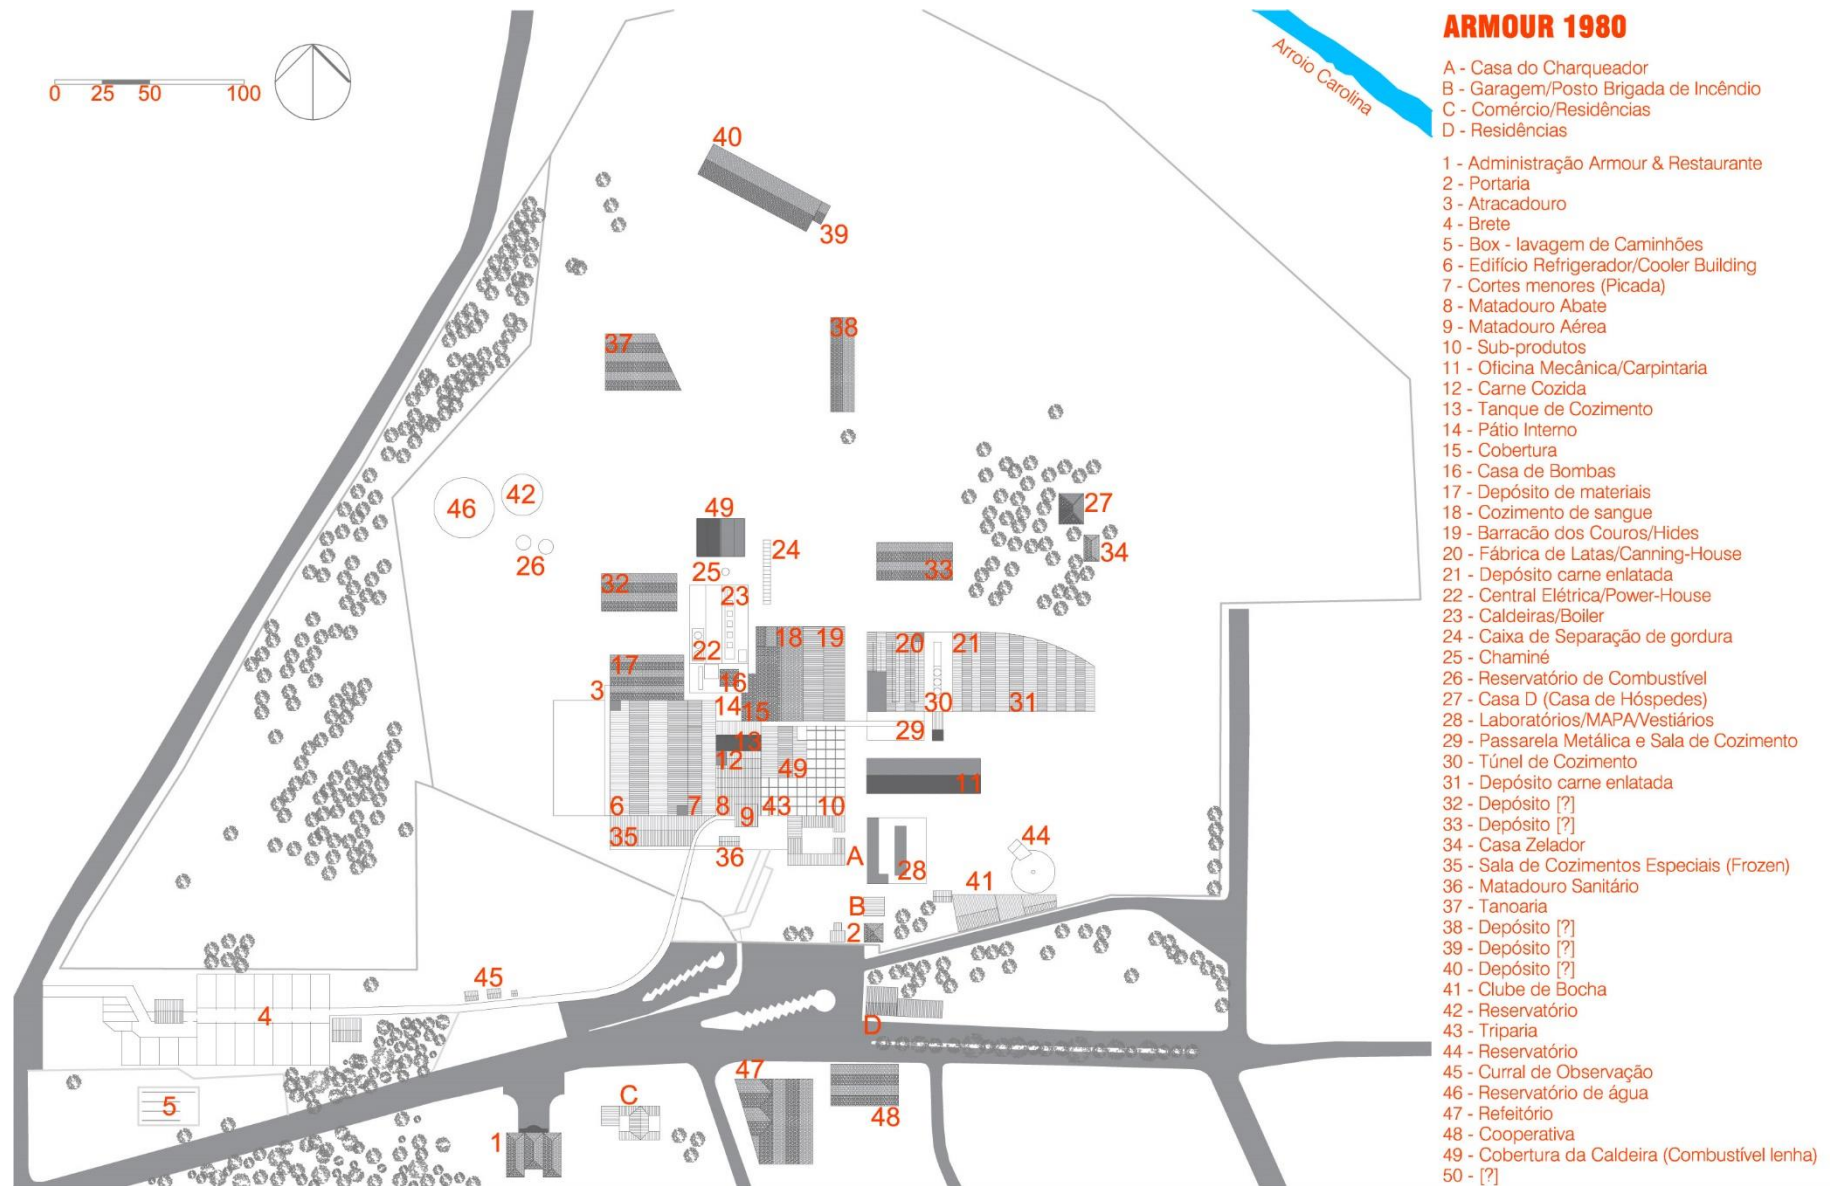 ARMOUR 1980
A - Casa do Charqueador
B - Garagem/Posto Brigada de Incêndio
C - Comércio/Residências
D - Residências
1 - Administração Armour & Restaurante
2 - Portaria
3 - Atracadouro
4 - Brete
5 - Box - lavagem de Caminhões
6 - Edifício Refrigerador/Cooler Building
7 - Cortes menores (Picada)
8 - Matadouro Abate
9 - Matadouro Aérea
10 - Sub-produtos
11 - Oficina Mecânica/Carpintaria
12 - Carne Cozida
13 - Tanque de Cozimento
14 - Pátio Interno
15 - Cobertura
16 - Casa de Bombas
17 - Depósito de materiais
18 - Cozimento de sangue
19 - Barracão dos Couros/Hides
20 - Fábrica de Latas/Canning-House
21 - Depósito carne enlatada
22 - Central Elétrica/Power-House
23 - Caldeiras/Boiler
24 - Caixa de Separação de gordura
25 - Chaminé
26 - Reservatório de Combustível
27 - Casa D (Casa de Hóspedes)
28 - Laboratórios/MAPA/Vestiários
29 - Passarela Metálica e Sala de Cozimento
30 - Túnel de Cozimento
31 - Depósito carne enlatada
32 - Depósito [?]
33 - Depósito [?]
34 - Casa Zelador
35 - Sala de Cozimentos Especiais (Frozen)
36 - Matadouro Sanitário
37 - Tanoaria
38 - Depósito [?]
39 - Depósito [?]
40 - Depósito [?]
41 - Clube de Bocha
42 - Reservatório
43 - Triparia
44 - Reservatório
45 - Curral de Observação
46 - Reservatório de água
47 - Refeitório
48 - Cooperativa
49 - Cobertura da Caldeira (Combustível lenha)
50 - [?]
Arroio Carolina
0 25 50 100
40
39
38
37
46
42
49
27
24
34
26
25
33
32
23
18 19
20 21
22
17
16
3
14
15
30
31
13
29
12
49
11
6
7
8
43
10
9
35
36
A
28
44
41
B
2
45
4
D
47
5
C
48
1